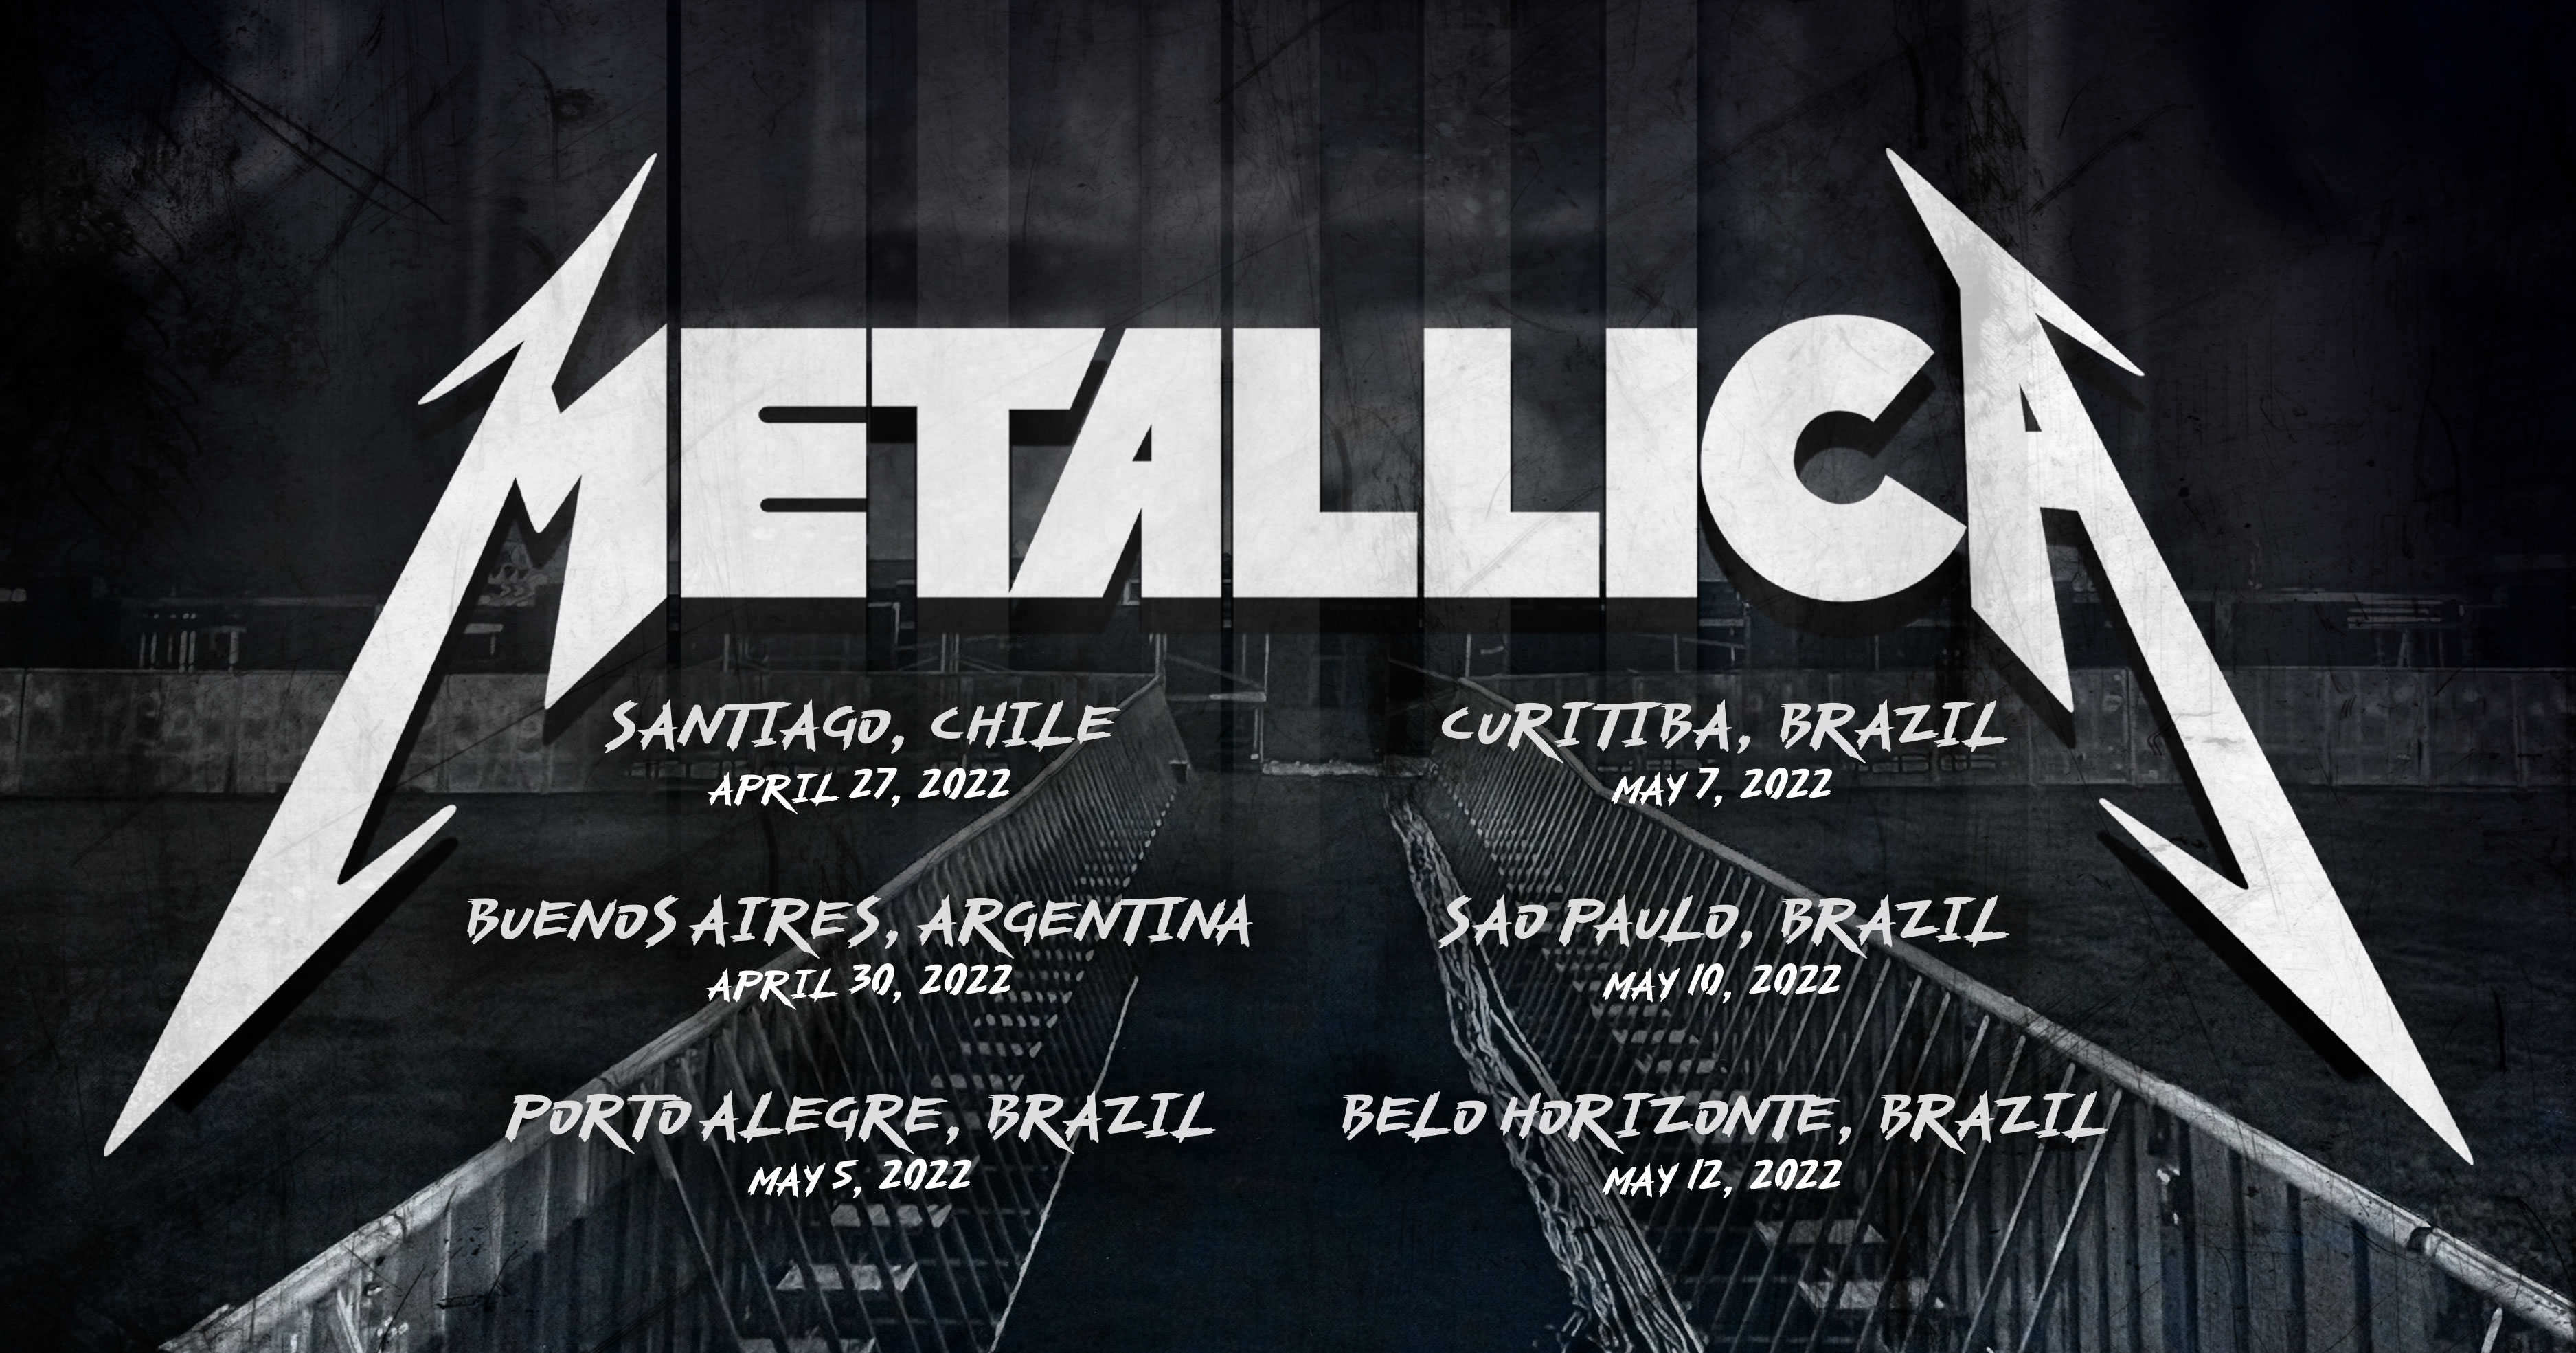 METALLICA
SANTIAGO, CHILE
APRIL 27, 2022
BUENOS AIRES, ARGENTINA
APRIL 30, 2022
PORTO ALEGRE, BRAZIL
MAY 5, 2022
CURITIBA, BRAZIL
MAY 7, 2022
SAO PAULO, BRAZIL
MAY 10, 2022
BELO HORIZONTE, BRAZIL
MAY 12, 2022